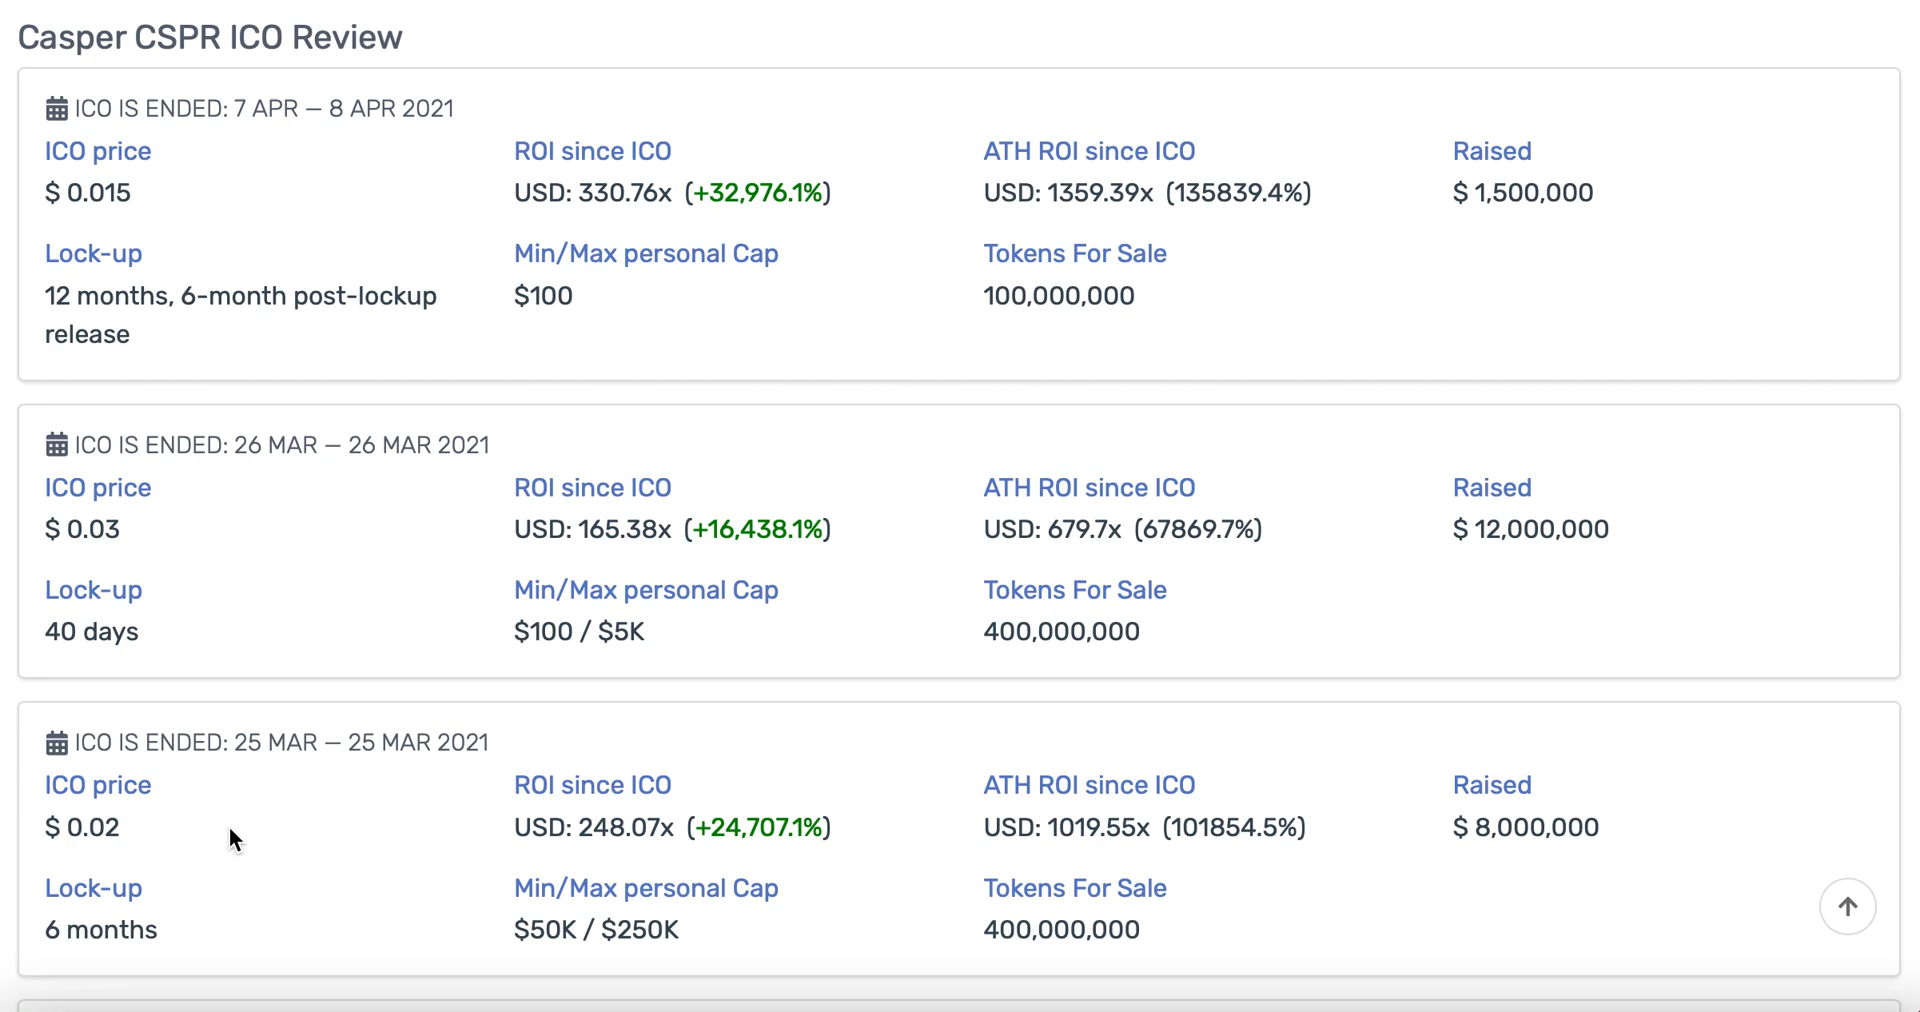 Casper CSPR ICO Review
ICO IS ENDED: 7 APR — 8 APR 2021
ICO price
ROI since ICO
ATH ROI since ICO
Raised
$ 0.015
USD: 330.76x (+32,976.1%)
USD: 1359.39x (135839.4%)
$ 1,500,000
Lock-up
Min/Max personal Cap
Tokens For Sale
12 months, 6-month post-lockup
release
$100
100,000,000
ICO IS ENDED: 26 MAR — 26 MAR 2021
ICO price
ROI since ICO
ATH ROI since ICO
Raised
$ 0.03
USD: 165.38x (+16,438.1%)
USD: 679.7x (67869.7%)
$ 12,000,000
Lock-up
Min/Max personal Cap
Tokens For Sale
40 days
$100 / $5K
400,000,000
ICO IS ENDED: 25 MAR — 25 MAR 2021
ICO price
ROI since ICO
ATH ROI since ICO
Raised
$ 0.02
USD: 248.07x (+24,707.1%)
USD: 1019.55x (101854.5%)
$ 8,000,000
Lock-up
Min/Max personal Cap
Tokens For Sale
6 months
$50K / $250K
400,000,000